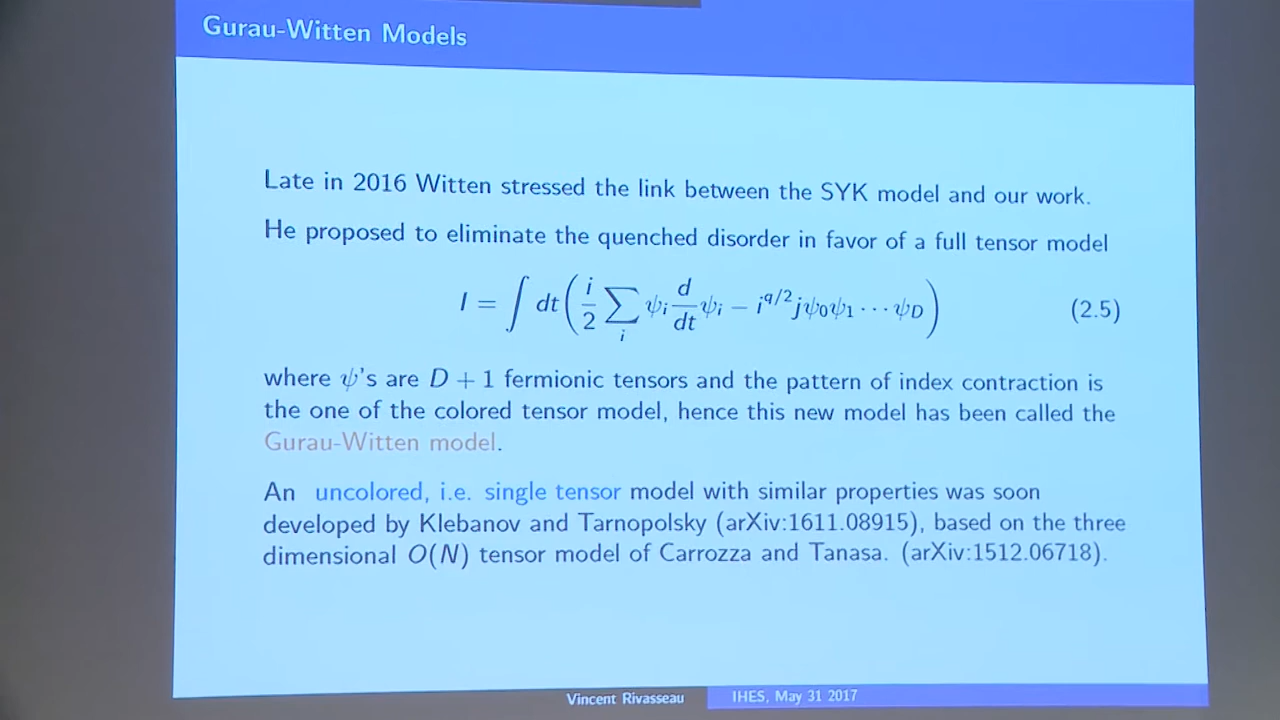 Gurau-Witten Models
Late in 2016 Witten stressed the link between the SYK model and our work.
He proposed to eliminate the quenched disorder in favor of a full tensor model
I = ∫ dt( i/2 ∑_i ψ_i d/dt ψ_i − i^{q/2} jψ_0ψ_1 ··· ψ_D ) (2.5)
where ψ's are D + 1 fermionic tensors and the pattern of index contraction is
the one of the colored tensor model, hence this new model has been called the
Gurau-Witten model.
An uncolored, i.e. single tensor model with similar properties was soon
developed by Klebanov and Tarnopolsky (arXiv:1611.08915), based on the three
dimensional O(N) tensor model of Carrozza and Tanasa. (arXiv:1512.06718).
Vincent Rivasseau IHES, May 31 2017